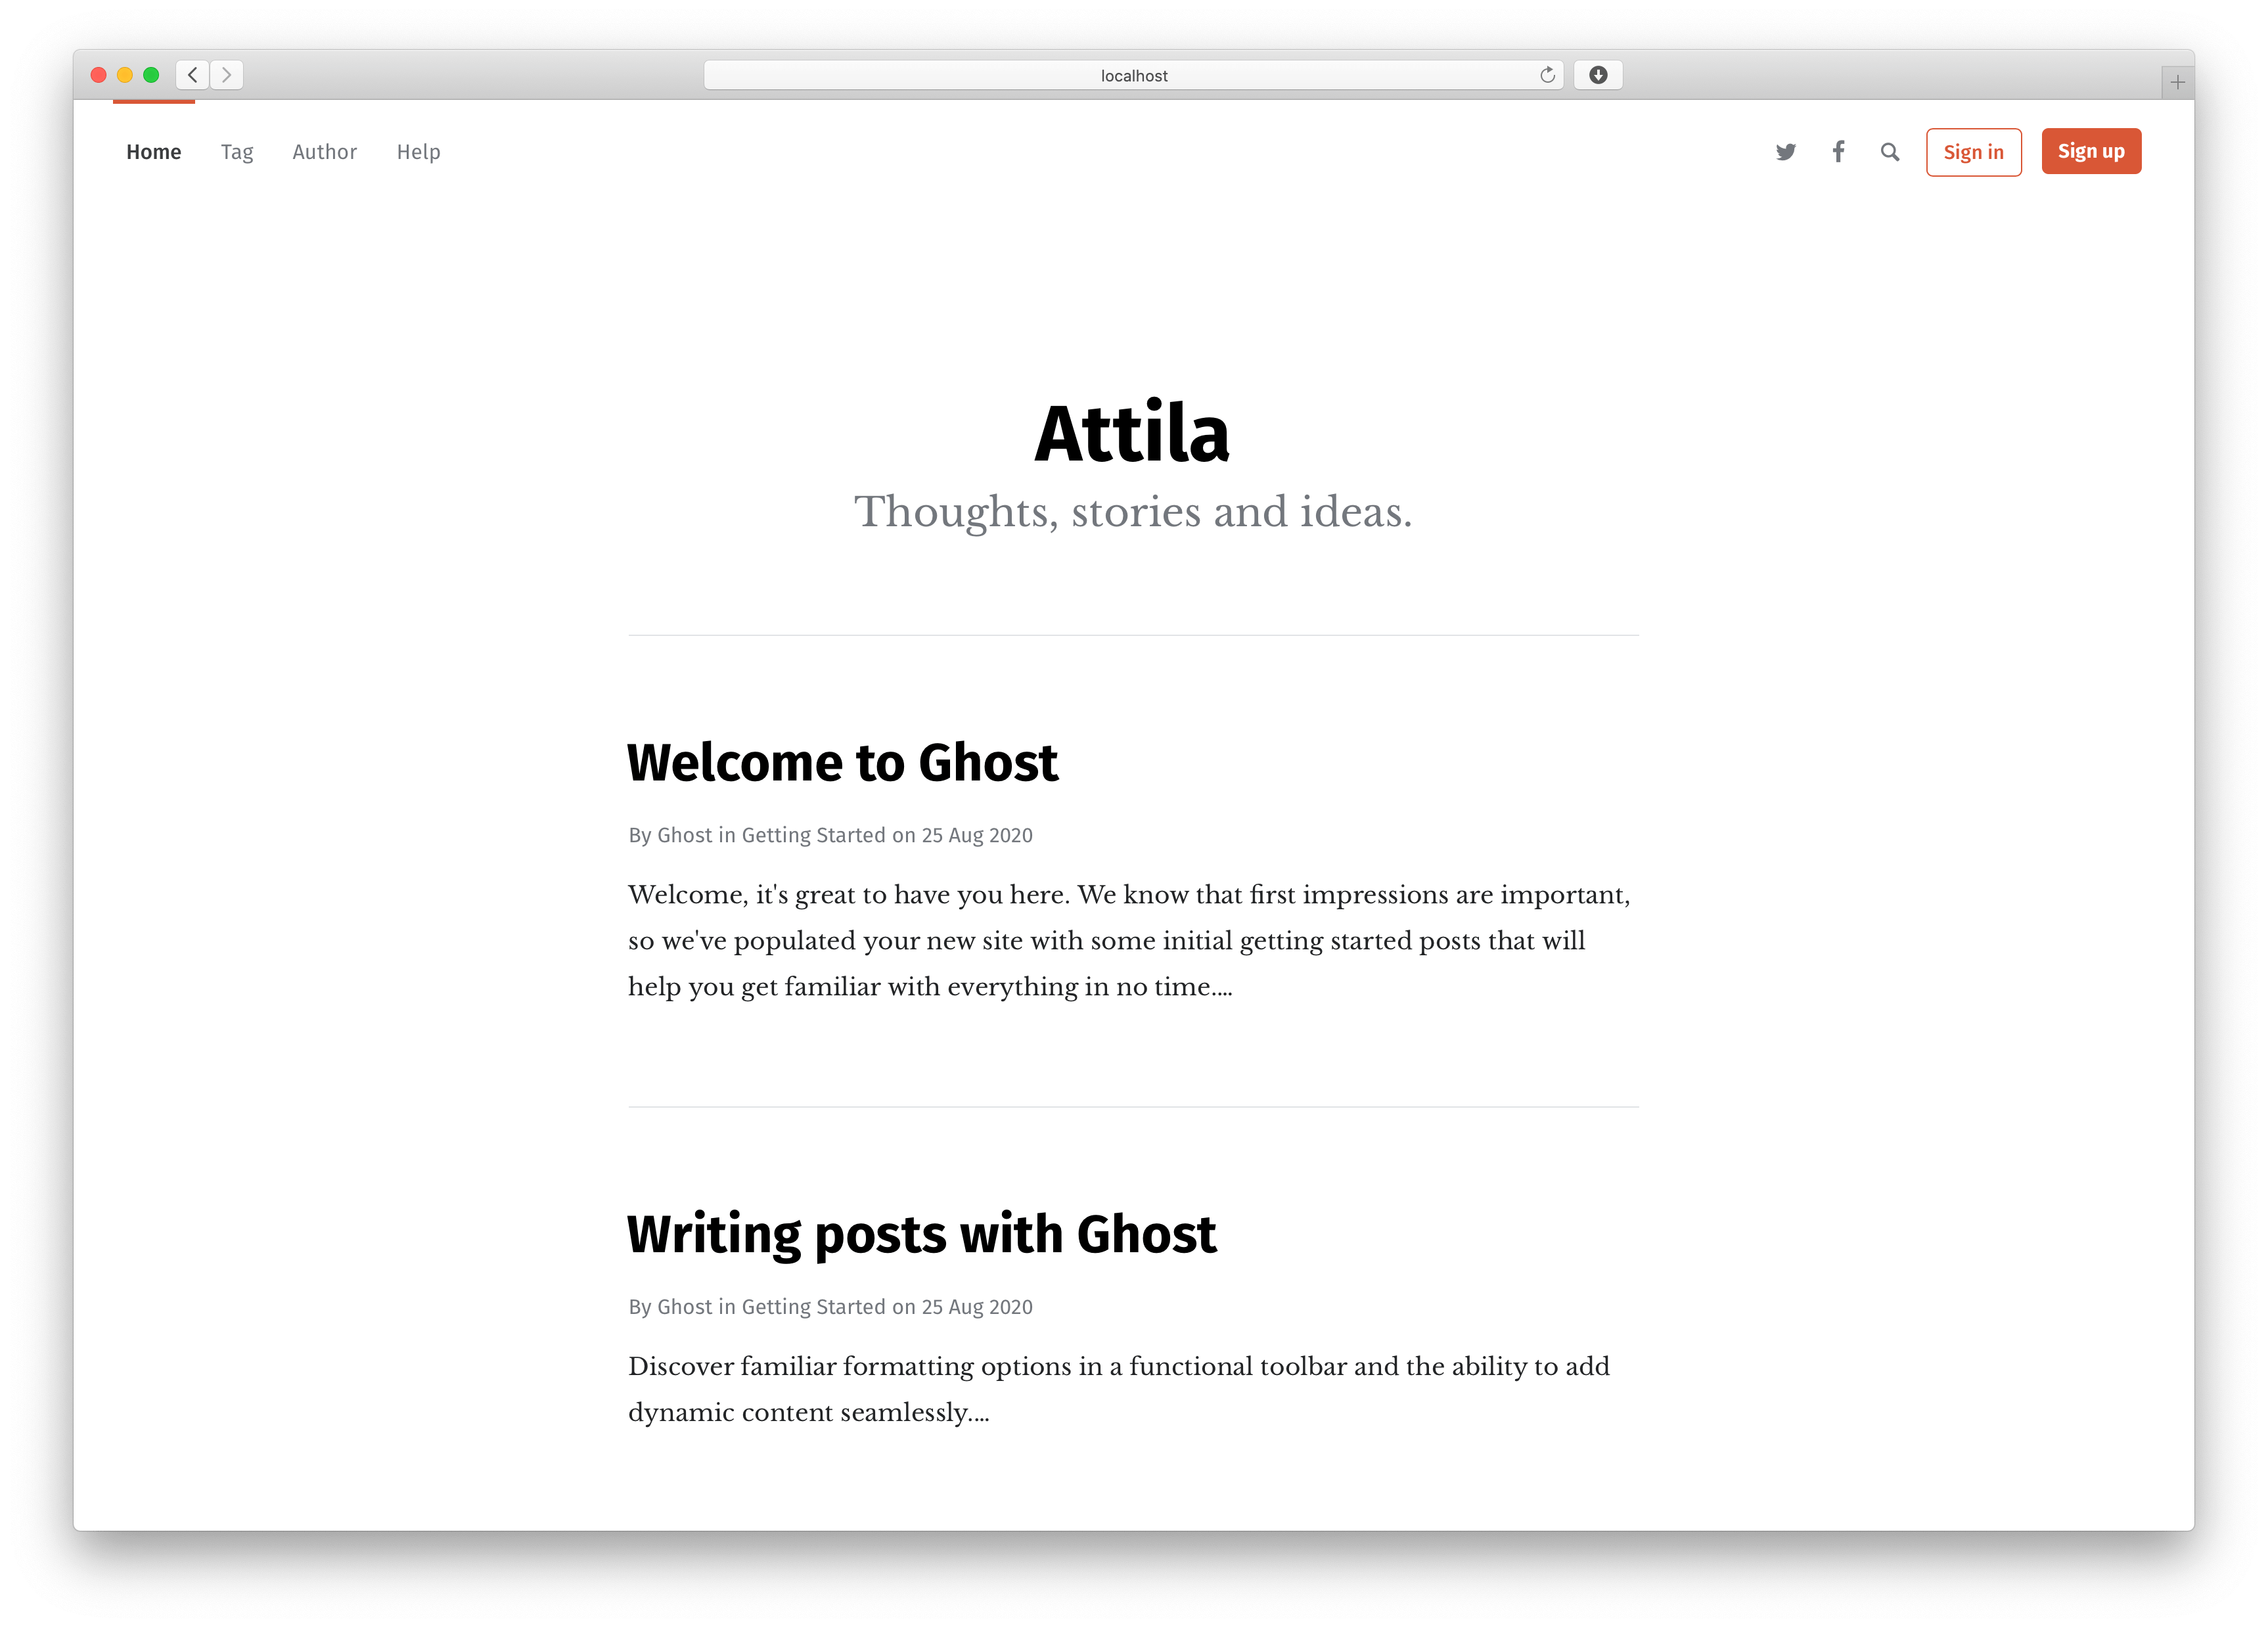 localhost
Home Tag Author Help Sign in Sign up
Attila
Thoughts, stories and ideas.
Welcome to Ghost
By Ghost in Getting Started on 25 Aug 2020
Welcome, it's great to have you here. We know that first impressions are important,
so we've populated your new site with some initial getting started posts that will
help you get familiar with everything in no time.…
Writing posts with Ghost
By Ghost in Getting Started on 25 Aug 2020
Discover familiar formatting options in a functional toolbar and the ability to add
dynamic content seamlessly.…